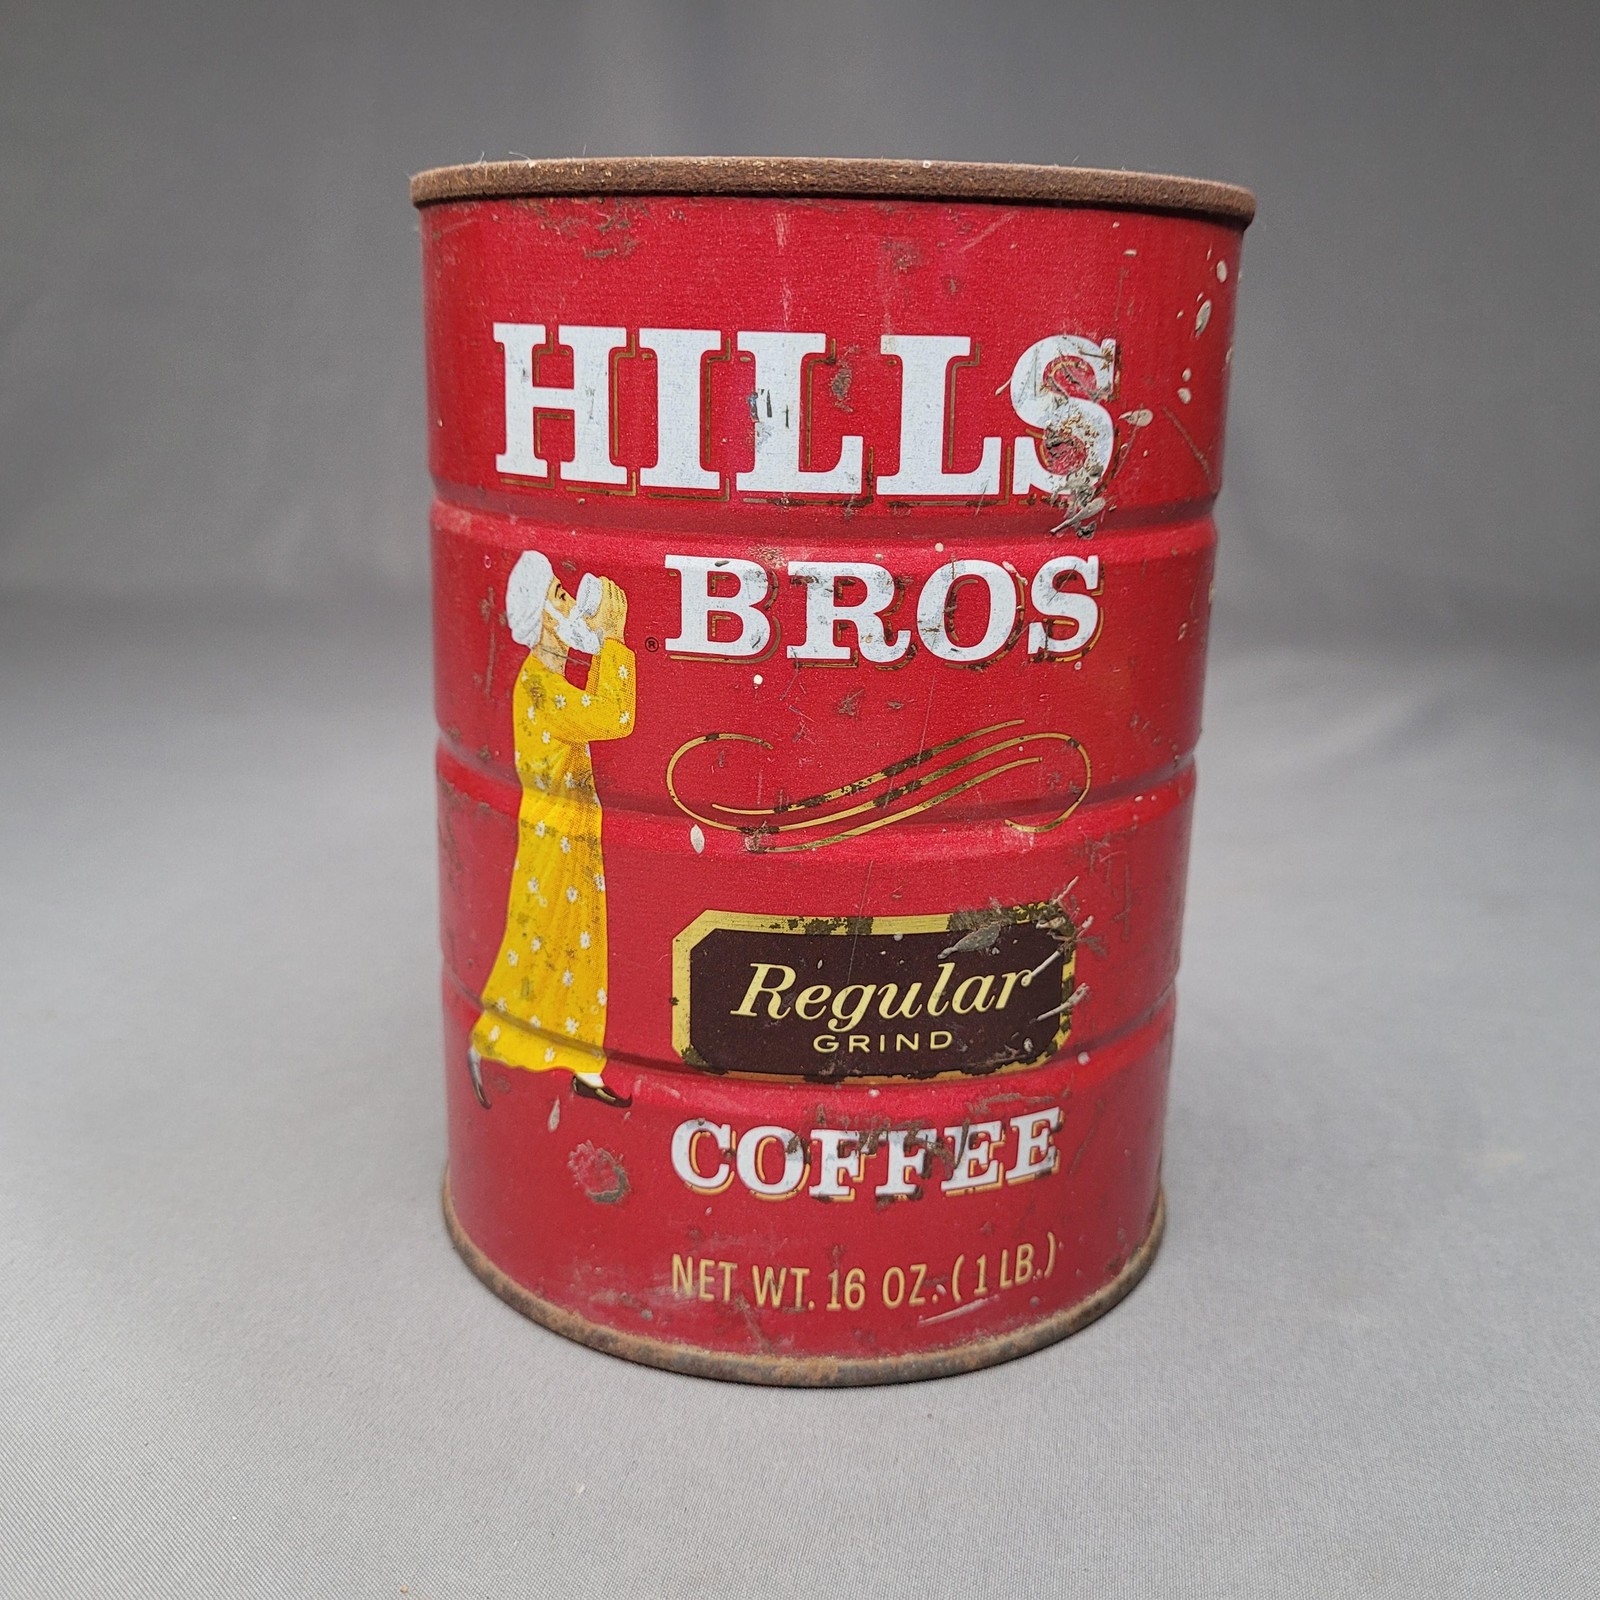 HILLS
BROS
®
Regular
GRIND
COFFEE
NET WT. 16 OZ. (1 LB.)